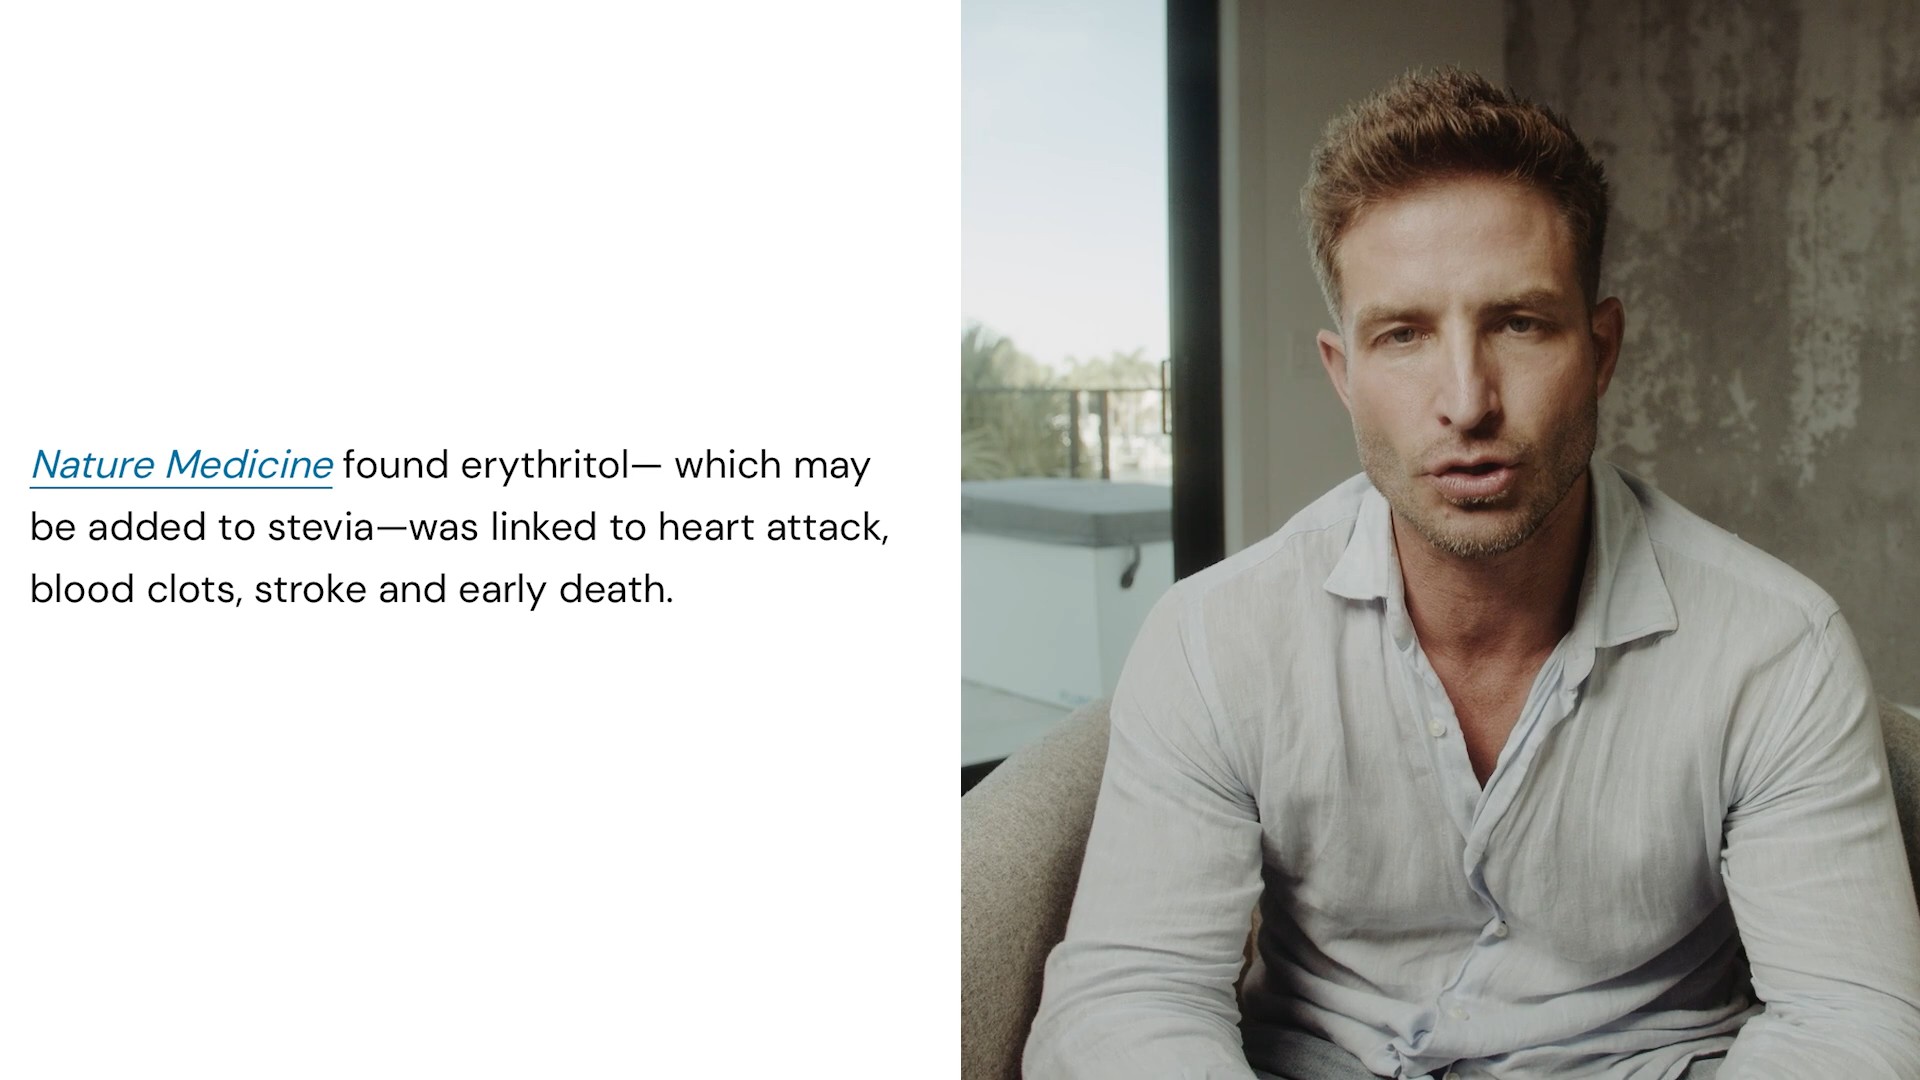 Nature Medicine found erythritol— which may
be added to stevia—was linked to heart attack,
blood clots, stroke and early death.